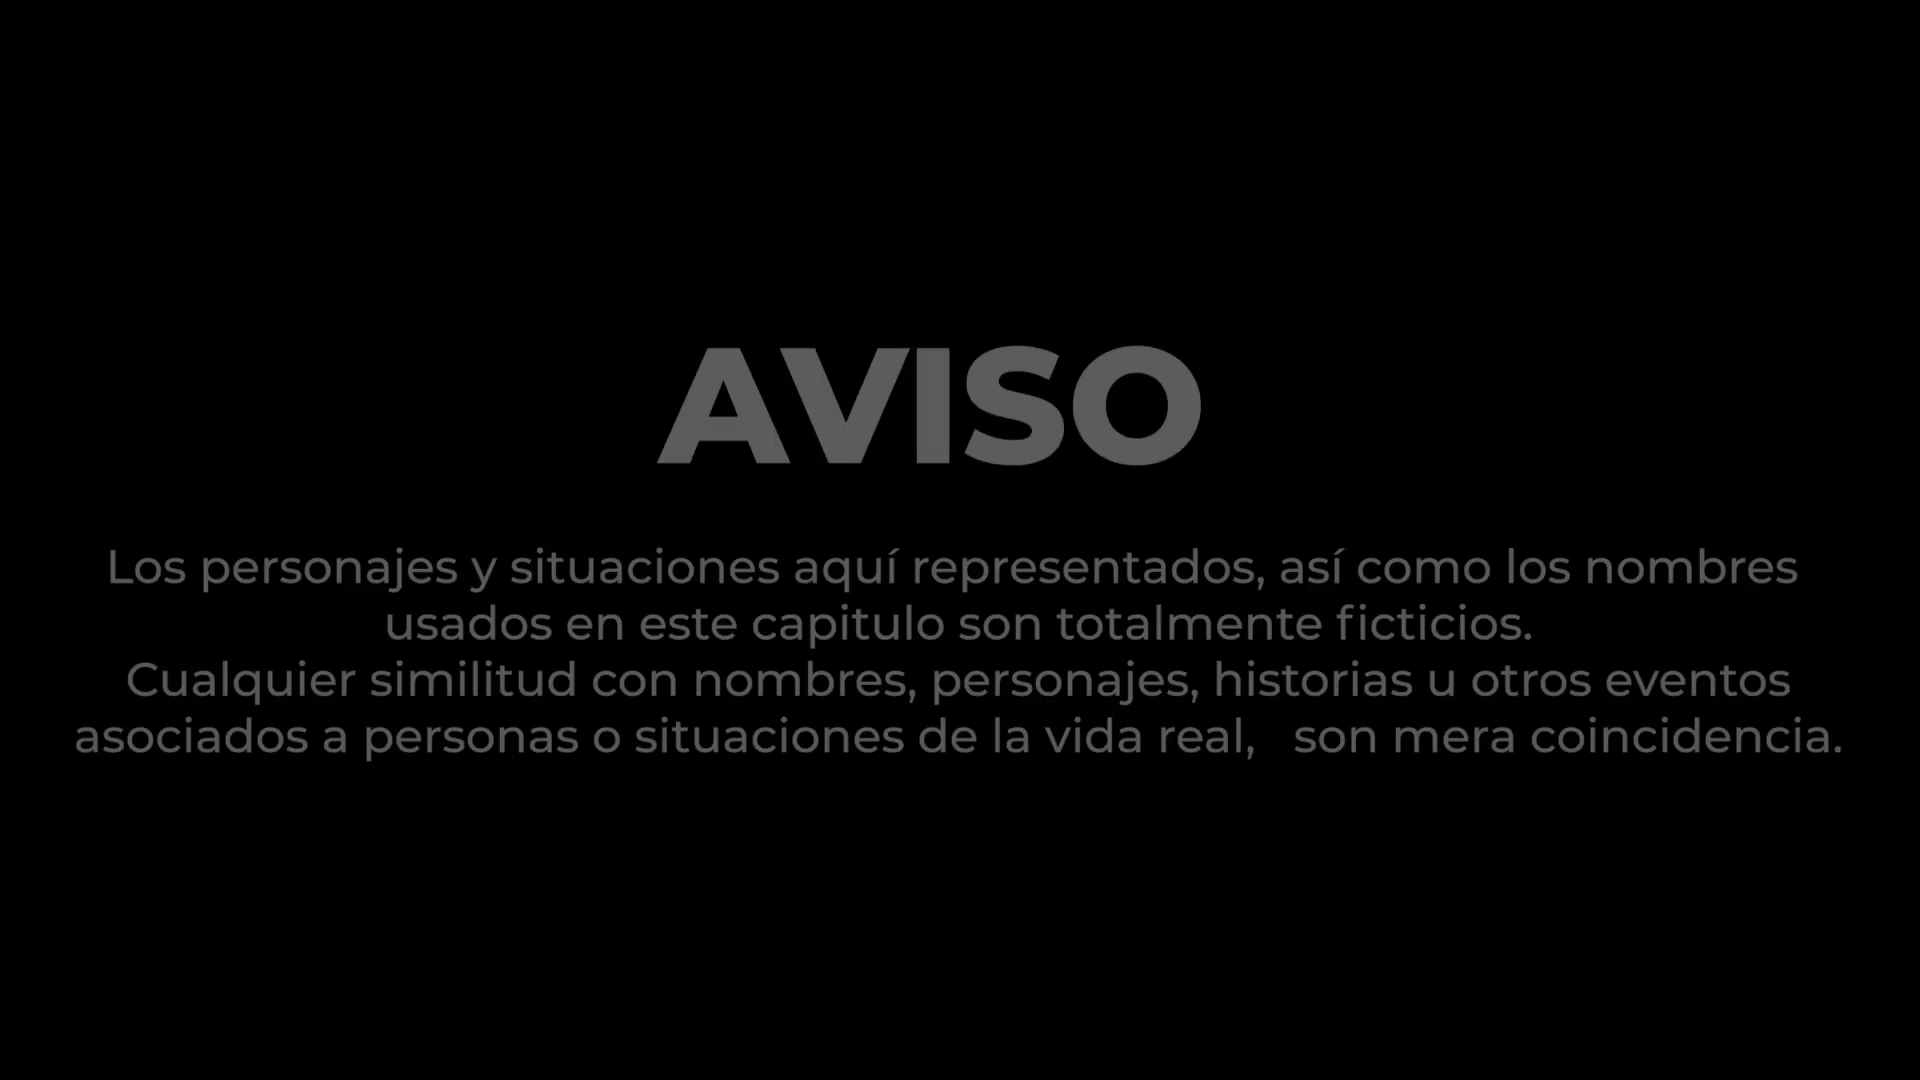 AVISO
Los personajes y situaciones aquí representados, así como los nombres
usados en este capitulo son totalmente ficticios.
Cualquier similitud con nombres, personajes, historias u otros eventos
asociados a personas o situaciones de la vida real,   son mera coincidencia.